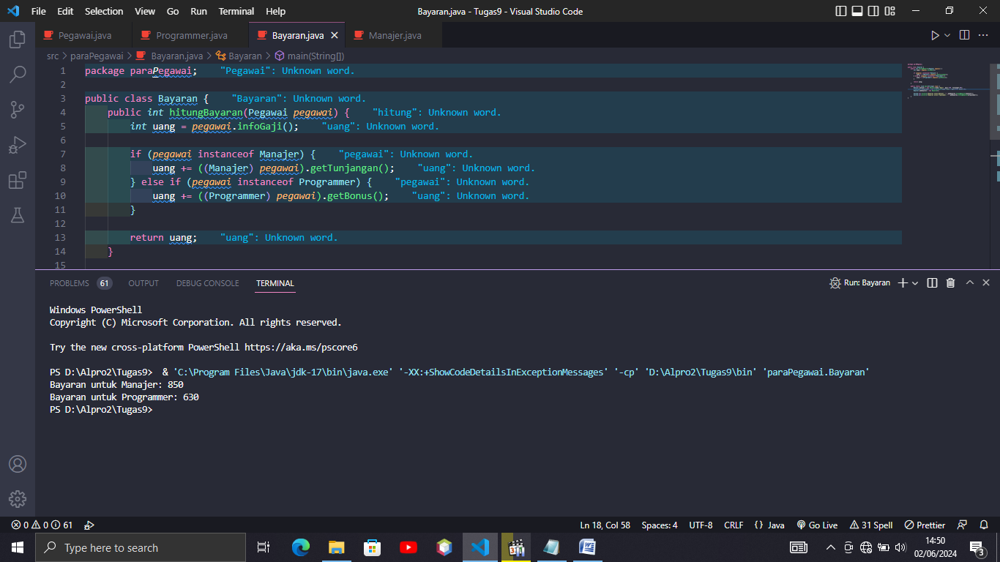 File Edit Selection View Go Run Terminal Help
Bayaran.java - Tugas9 - Visual Studio Code
Pegawai.java Programmer.java Bayaran.java Manajer.java
src > paraPegawai > Bayaran.java > Bayaran > main(String[])
1 package paraPegawai; "Pegawai": Unknown word.
2
3 public class Bayaran { "Bayaran": Unknown word.
4 public int hitungBayaran(Pegawai pegawai) { "hitung": Unknown word.
5 int uang = pegawai.infoGaji(); "uang": Unknown word.
6
7 if (pegawai instanceof Manajer) { "pegawai": Unknown word.
8 uang += ((Manajer) pegawai).getTunjangan(); "uang": Unknown word.
9 } else if (pegawai instanceof Programmer) { "pegawai": Unknown word.
10 uang += ((Programmer) pegawai).getBonus(); "uang": Unknown word.
11 }
12
13 return uang; "uang": Unknown word.
14 }
15
PROBLEMS 61 OUTPUT DEBUG CONSOLE TERMINAL
Run: Bayaran
Windows PowerShell
Copyright (C) Microsoft Corporation. All rights reserved.
Try the new cross-platform PowerShell https://aka.ms/pscore6
PS D:\Alpro2\Tugas9> & 'C:\Program Files\Java\jdk-17\bin\java.exe' '-XX:+ShowCodeDetailsInExceptionMessages' '-cp' 'D:\Alpro2\Tugas9\bin' 'paraPegawai.Bayaran'
Bayaran untuk Manajer: 850
Bayaran untuk Programmer: 630
PS D:\Alpro2\Tugas9>
0 0 61
Ln 18, Col 58 Spaces: 4 UTF-8 CRLF {} Java Go Live 31 Spell Prettier
Type here to search
14:50
02/06/2024
3